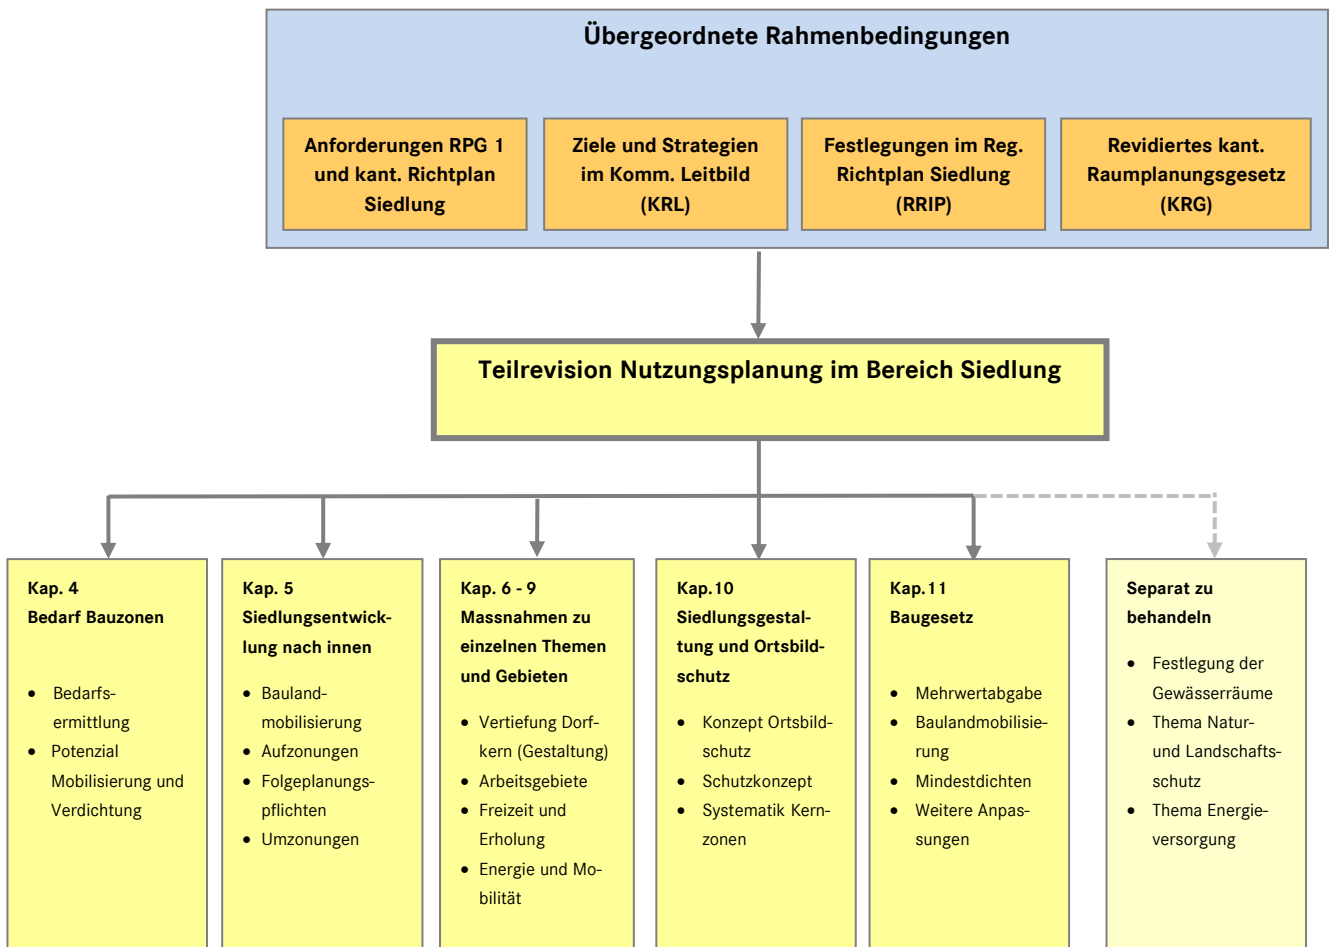 Übergeordnete Rahmenbedingungen
Anforderungen RPG 1
und kant. Richtplan
Siedlung
Ziele und Strategien
im Komm. Leitbild
(KRL)
Festlegungen im Reg.
Richtplan Siedlung
(RRIP)
Revidiertes kant.
Raumplanungsgesetz
(KRG)
Teilrevision Nutzungsplanung im Bereich Siedlung
Kap. 4
Bedarf Bauzonen
• Bedarfs-
ermittlung
• Potenzial
Mobilisierung und
Verdichtung
Kap. 5
Siedlungsentwick-
lung nach innen
• Bauland-
mobilisierung
• Aufzonungen
• Folgeplanungs-
pflichten
• Umzonungen
Kap. 6 - 9
Massnahmen zu
einzelnen Themen
und Gebieten
• Vertiefung Dorf-
kern (Gestaltung)
• Arbeitsgebiete
• Freizeit und
Erholung
• Energie und Mo-
bilität
Kap.10
Siedlungsgestal-
tung und Ortsbild-
schutz
• Konzept Ortsbild-
schutz
• Schutzkonzept
• Systematik Kern-
zonen
Kap.11
Baugesetz
• Mehrwertabgabe
• Baulandmobilisie-
rung
• Mindestdichten
• Weitere Anpas-
sungen
Separat zu
behandeln
• Festlegung der
Gewässerräume
• Thema Natur-
und Landschafts-
schutz
• Thema Energie-
versorgung